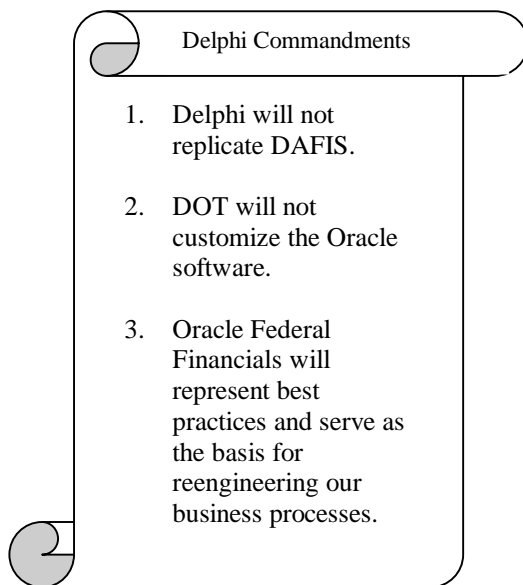 Delphi Commandments
1. Delphi will not
replicate DAFIS.
2. DOT will not
customize the Oracle
software.
3. Oracle Federal
Financials will
represent best
practices and serve as
the basis for
reengineering our
business processes.